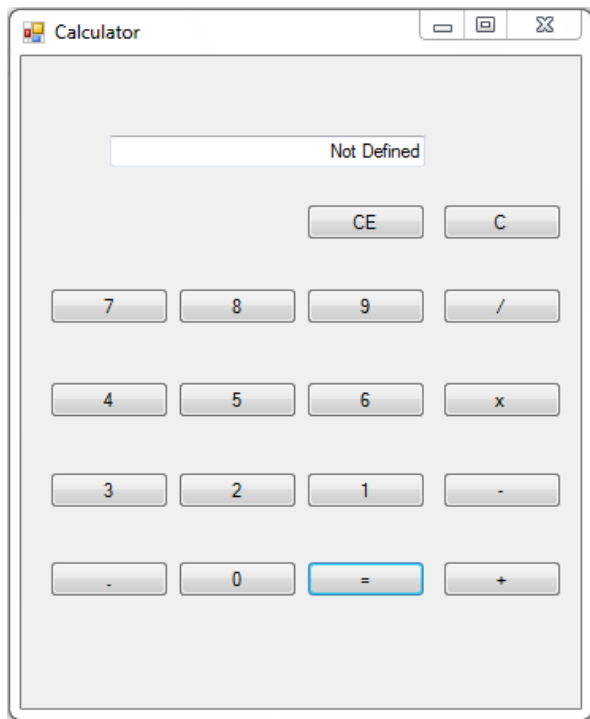 Calculator
Not Defined
CE C
7 8 9 /
4 5 6 x
3 2 1 -
. 0 = +